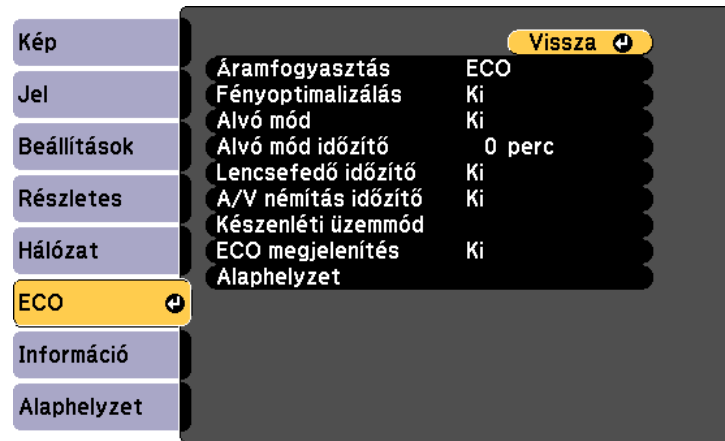 Kép
Jel
Beállítások
Részletes
Hálózat
ECO
Információ
Alaphelyzet
Vissza
Áramfogyasztás ECO
Fényoptimalizálás Ki
Alvó mód Ki
Alvó mód időzítő 0 perc
Lencsefedő időzítő Ki
A/V némítás időzítő Ki
Készenléti üzemmód
ECO megjelenítés Ki
Alaphelyzet